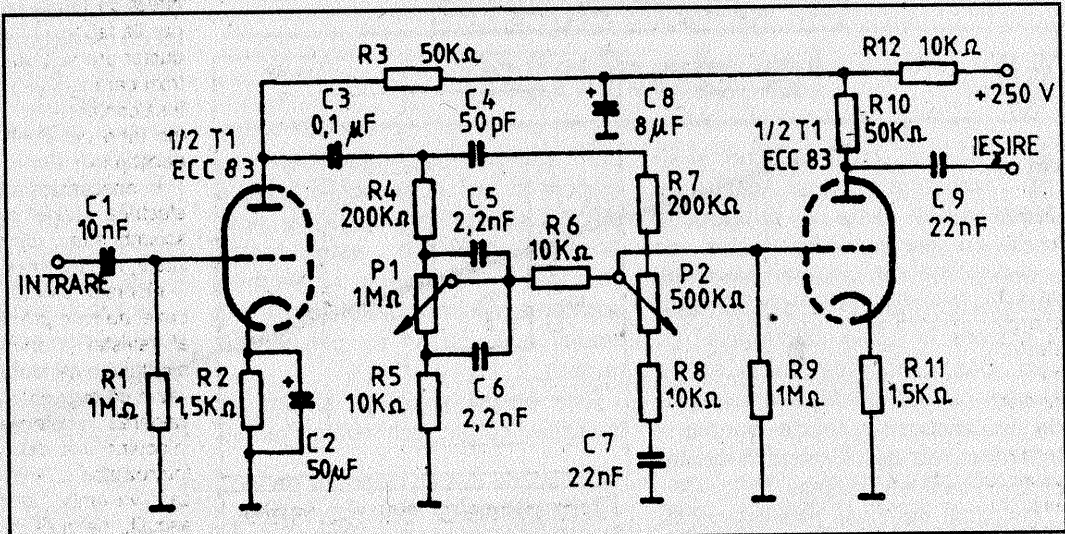 R3 50KΩ
R12 10KΩ
+250 V
C3
0,1 µF
C4
50pF
C8
8µF
+
R10
50KΩ
1/2 T1
ECC 83
1/2 T1
ECC 83
IEȘIRE
C9
22nF
C1
10nF
INTRARE
R4
200KΩ
C5
2,2nF
R6
10KΩ
R7
200KΩ
P1
1MΩ
P2
500KΩ
R1
1MΩ
R2
1,5KΩ
+
C2
50µF
R5
10KΩ
C6
2,2nF
R8
10KΩ
C7
22nF
R9
1MΩ
R11
1,5KΩ